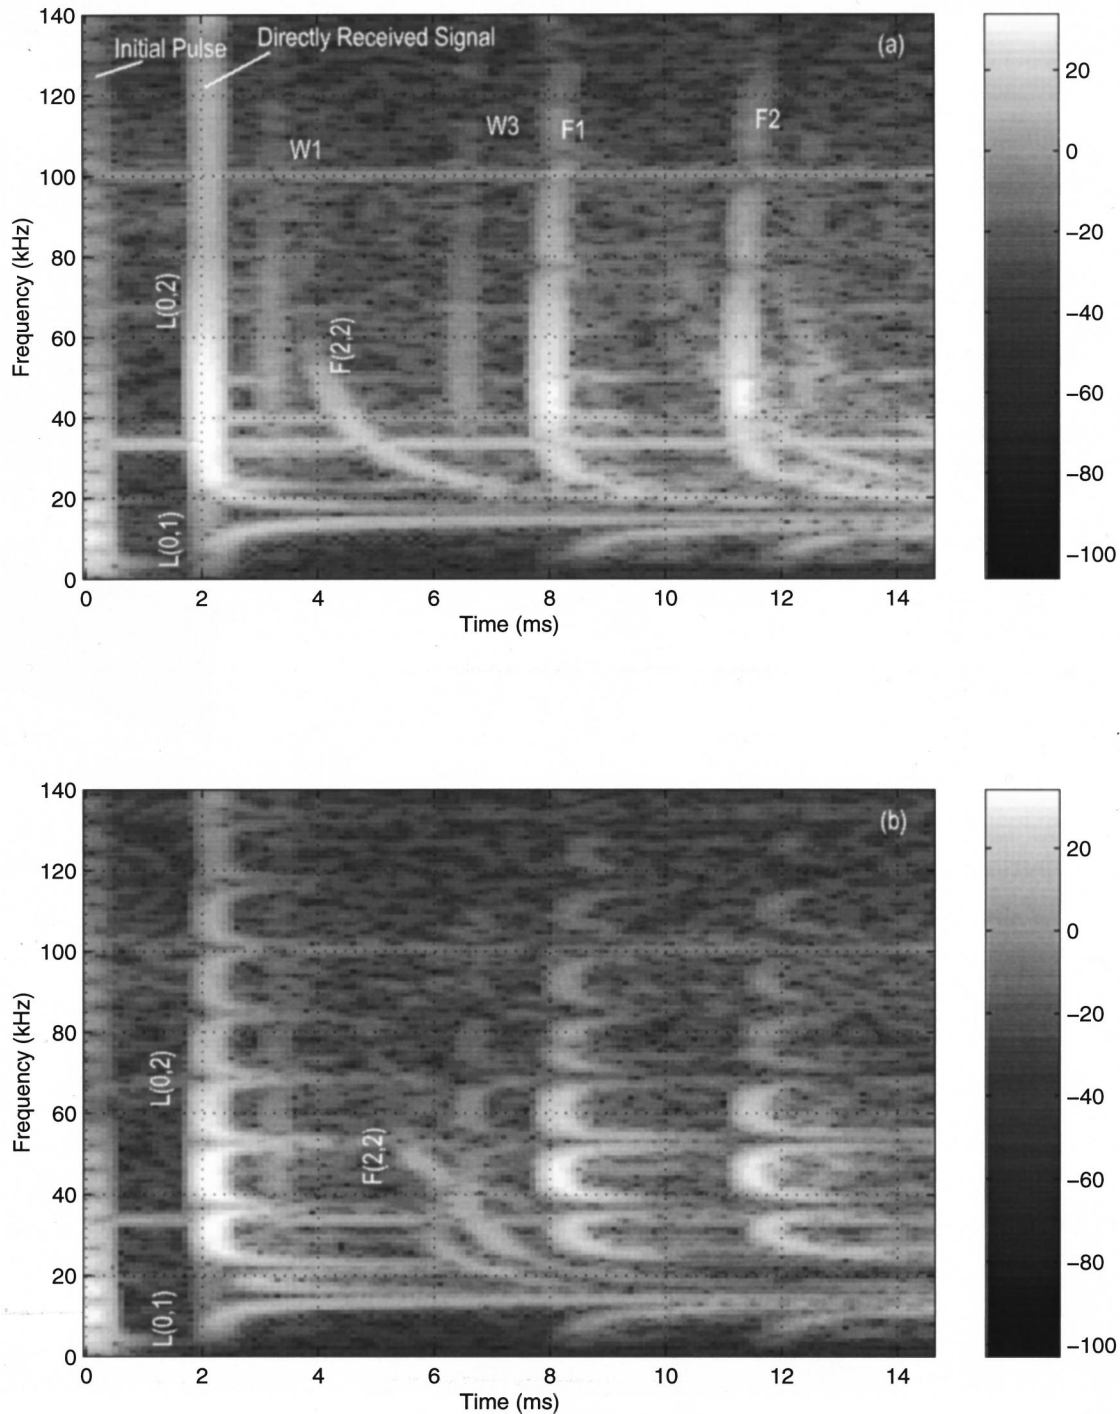 140
120
100
80
60
40
20
0
Frequency (kHz)
Initial Pulse
Directly Received Signal
(a)
W1
W3
F1
F2
L(0,2)
F(2,2)
L(0,1)
0 2 4 6 8 10 12 14
Time (ms)
20
0
−20
−40
−60
−80
−100
140
120
100
80
60
40
20
0
Frequency (kHz)
(b)
L(0,2)
F(2,2)
L(0,1)
0 2 4 6 8 10 12 14
Time (ms)
20
0
−20
−40
−60
−80
−100